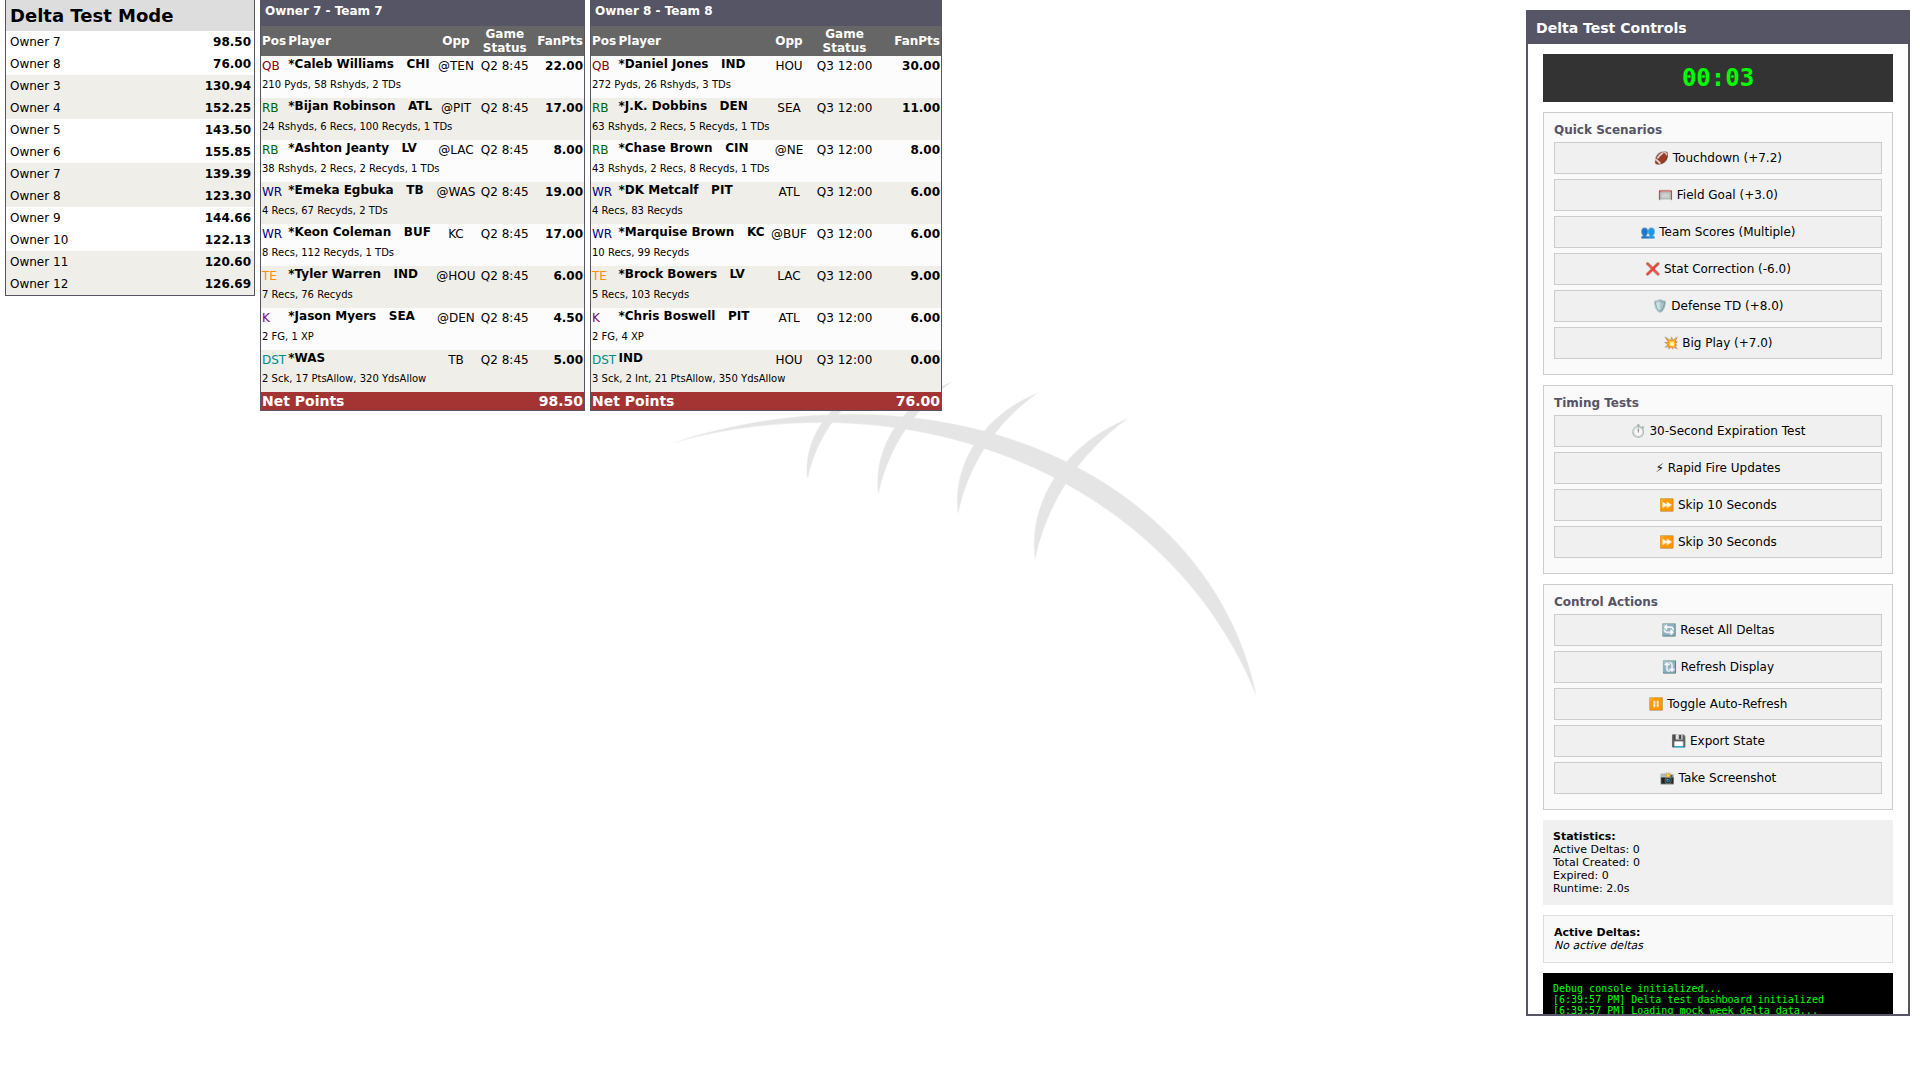 Delta Test Mode
Owner 7 98.50
Owner 8 76.00
Owner 3 130.94
Owner 4 152.25
Owner 5 143.50
Owner 6 155.85
Owner 7 139.39
Owner 8 123.30
Owner 9 144.66
Owner 10 122.13
Owner 11 120.60
Owner 12 126.69
Owner 7 - Team 7
Pos Player Opp Game Status FanPts
QB *Caleb Williams CHI @TEN Q2 8:45 22.00
210 Pyds, 58 Rshyds, 2 TDs
RB *Bijan Robinson ATL @PIT Q2 8:45 17.00
24 Rshyds, 6 Recs, 100 Recyds, 1 TDs
RB *Ashton Jeanty LV @LAC Q2 8:45 8.00
38 Rshyds, 2 Recs, 2 Recyds, 1 TDs
WR *Emeka Egbuka TB @WAS Q2 8:45 19.00
4 Recs, 67 Recyds, 2 TDs
WR *Keon Coleman BUF KC Q2 8:45 17.00
8 Recs, 112 Recyds, 1 TDs
TE *Tyler Warren IND @HOU Q2 8:45 6.00
7 Recs, 76 Recyds
K *Jason Myers SEA @DEN Q2 8:45 4.50
2 FG, 1 XP
DST *WAS TB Q2 8:45 5.00
2 Sck, 17 PtsAllow, 320 YdsAllow
Net Points 98.50
Owner 8 - Team 8
Pos Player Opp Game Status FanPts
QB *Daniel Jones IND HOU Q3 12:00 30.00
272 Pyds, 26 Rshyds, 3 TDs
RB *J.K. Dobbins DEN SEA Q3 12:00 11.00
63 Rshyds, 2 Recs, 5 Recyds, 1 TDs
RB *Chase Brown CIN @NE Q3 12:00 8.00
43 Rshyds, 2 Recs, 8 Recyds, 1 TDs
WR *DK Metcalf PIT ATL Q3 12:00 6.00
4 Recs, 83 Recyds
WR *Marquise Brown KC @BUF Q3 12:00 6.00
10 Recs, 99 Recyds
TE *Brock Bowers LV LAC Q3 12:00 9.00
5 Recs, 103 Recyds
K *Chris Boswell PIT ATL Q3 12:00 6.00
2 FG, 4 XP
DST IND HOU Q3 12:00 0.00
3 Sck, 2 Int, 21 PtsAllow, 350 YdsAllow
Net Points 76.00
Delta Test Controls
00:03
Quick Scenarios
🏈 Touchdown (+7.2)
🥅 Field Goal (+3.0)
👥 Team Scores (Multiple)
❌ Stat Correction (-6.0)
🛡️ Defense TD (+8.0)
💥 Big Play (+7.0)
Timing Tests
⏱️ 30-Second Expiration Test
⚡ Rapid Fire Updates
⏩ Skip 10 Seconds
⏩ Skip 30 Seconds
Control Actions
🔄 Reset All Deltas
🔃 Refresh Display
⏸️ Toggle Auto-Refresh
💾 Export State
📸 Take Screenshot
Statistics:
Active Deltas: 0
Total Created: 0
Expired: 0
Runtime: 2.0s
Active Deltas:
No active deltas
Debug console initialized...
[6:39:57 PM] Delta test dashboard initialized
[6:39:57 PM] Loading mock week delta data...